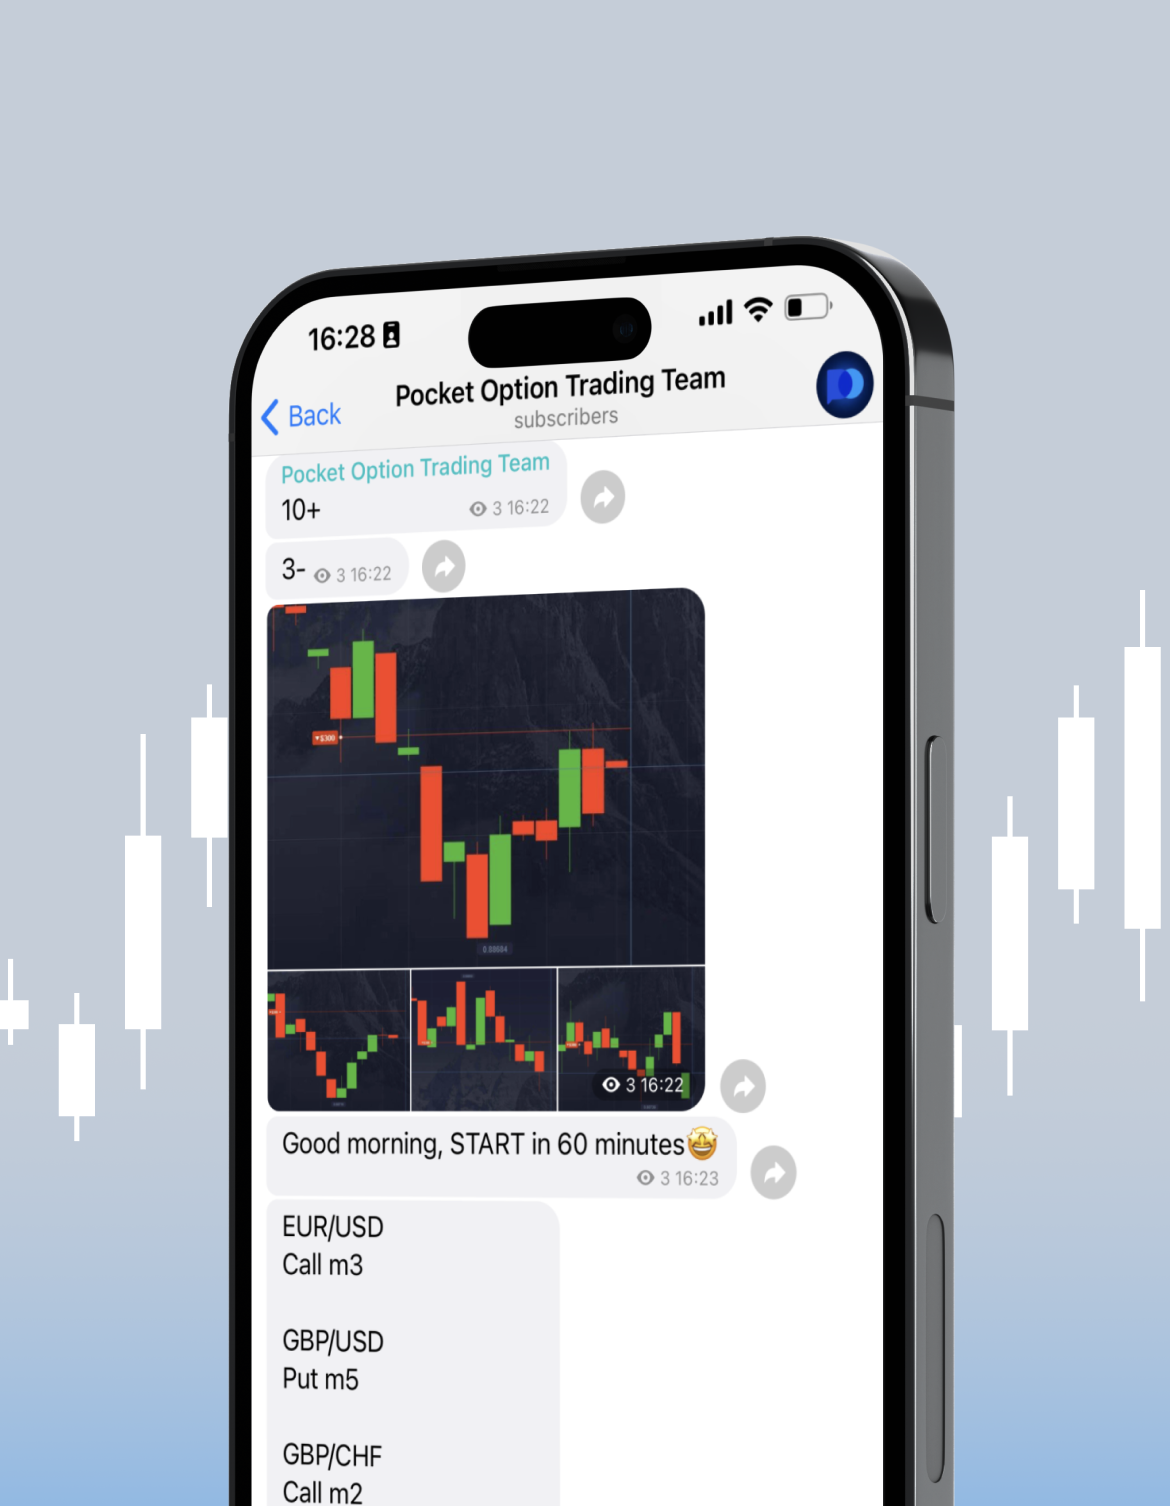 16:28
Back
Pocket Option Trading Team
subscribers
Pocket Option Trading Team
10+
3 16:22
3-
3 16:22
$300
0.88664
3 16:22
Good morning, START in 60 minutes🤩
3 16:23
EUR/USD
Call m3
GBP/USD
Put m5
GBP/CHF
Call m2